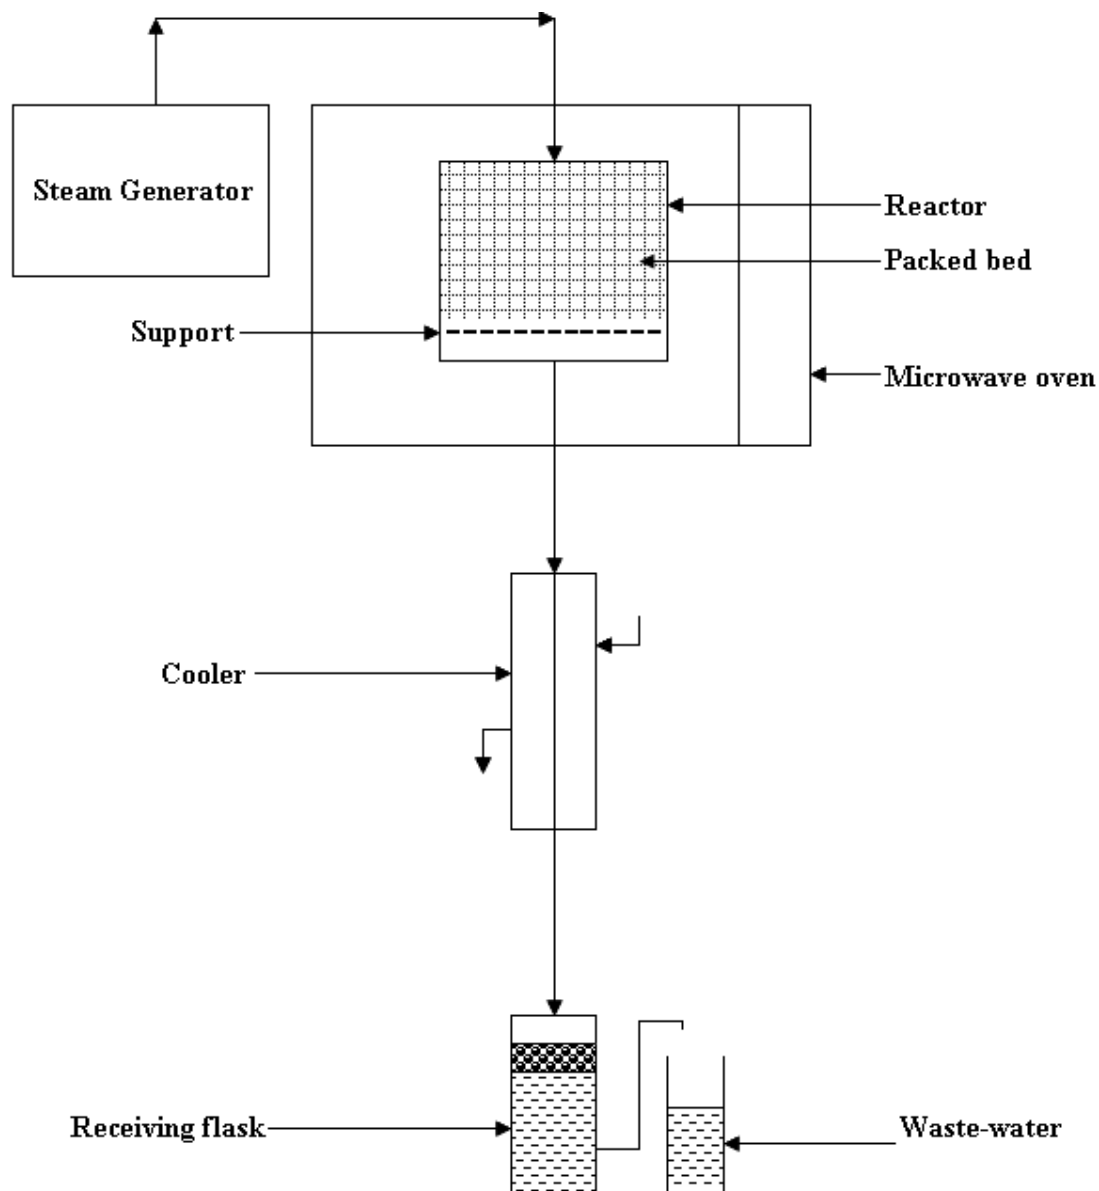 Steam Generator
Reactor
Packed bed
Support
Microwave oven
Cooler
Receiving flask
Waste-water